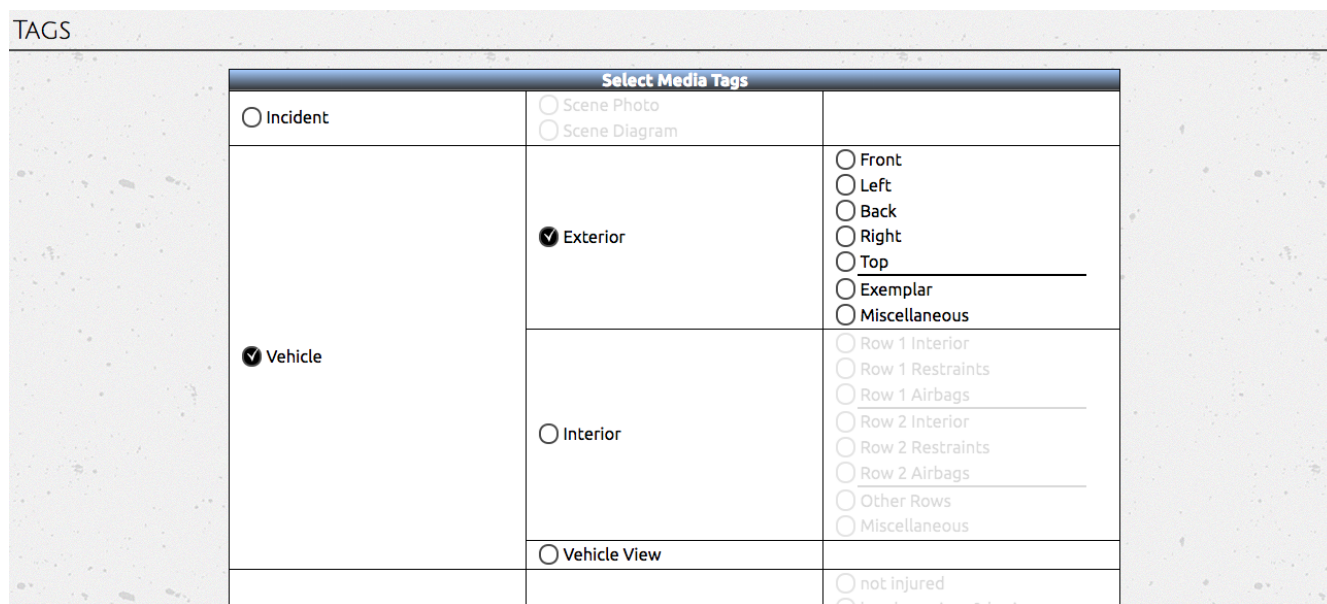 TAGS
Select Media Tags
Incident
Scene Photo
Scene Diagram
Vehicle
Exterior
Front
Left
Back
Right
Top
Exemplar
Miscellaneous
Interior
Row 1 Interior
Row 1 Restraints
Row 1 Airbags
Row 2 Interior
Row 2 Restraints
Row 2 Airbags
Other Rows
Miscellaneous
Vehicle View
not injured